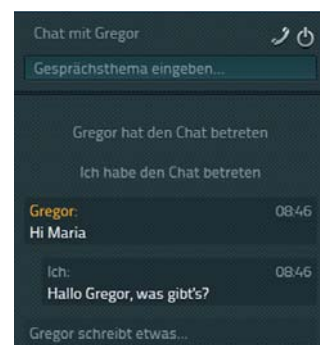 Chat mit Gregor
Gesprächsthema eingeben...
Gregor hat den Chat betreten
Ich habe den Chat betreten
Gregor: 08:46
Hi Maria
Ich: 08:46
Hallo Gregor, was gibt's?
Gregor schreibt etwas...